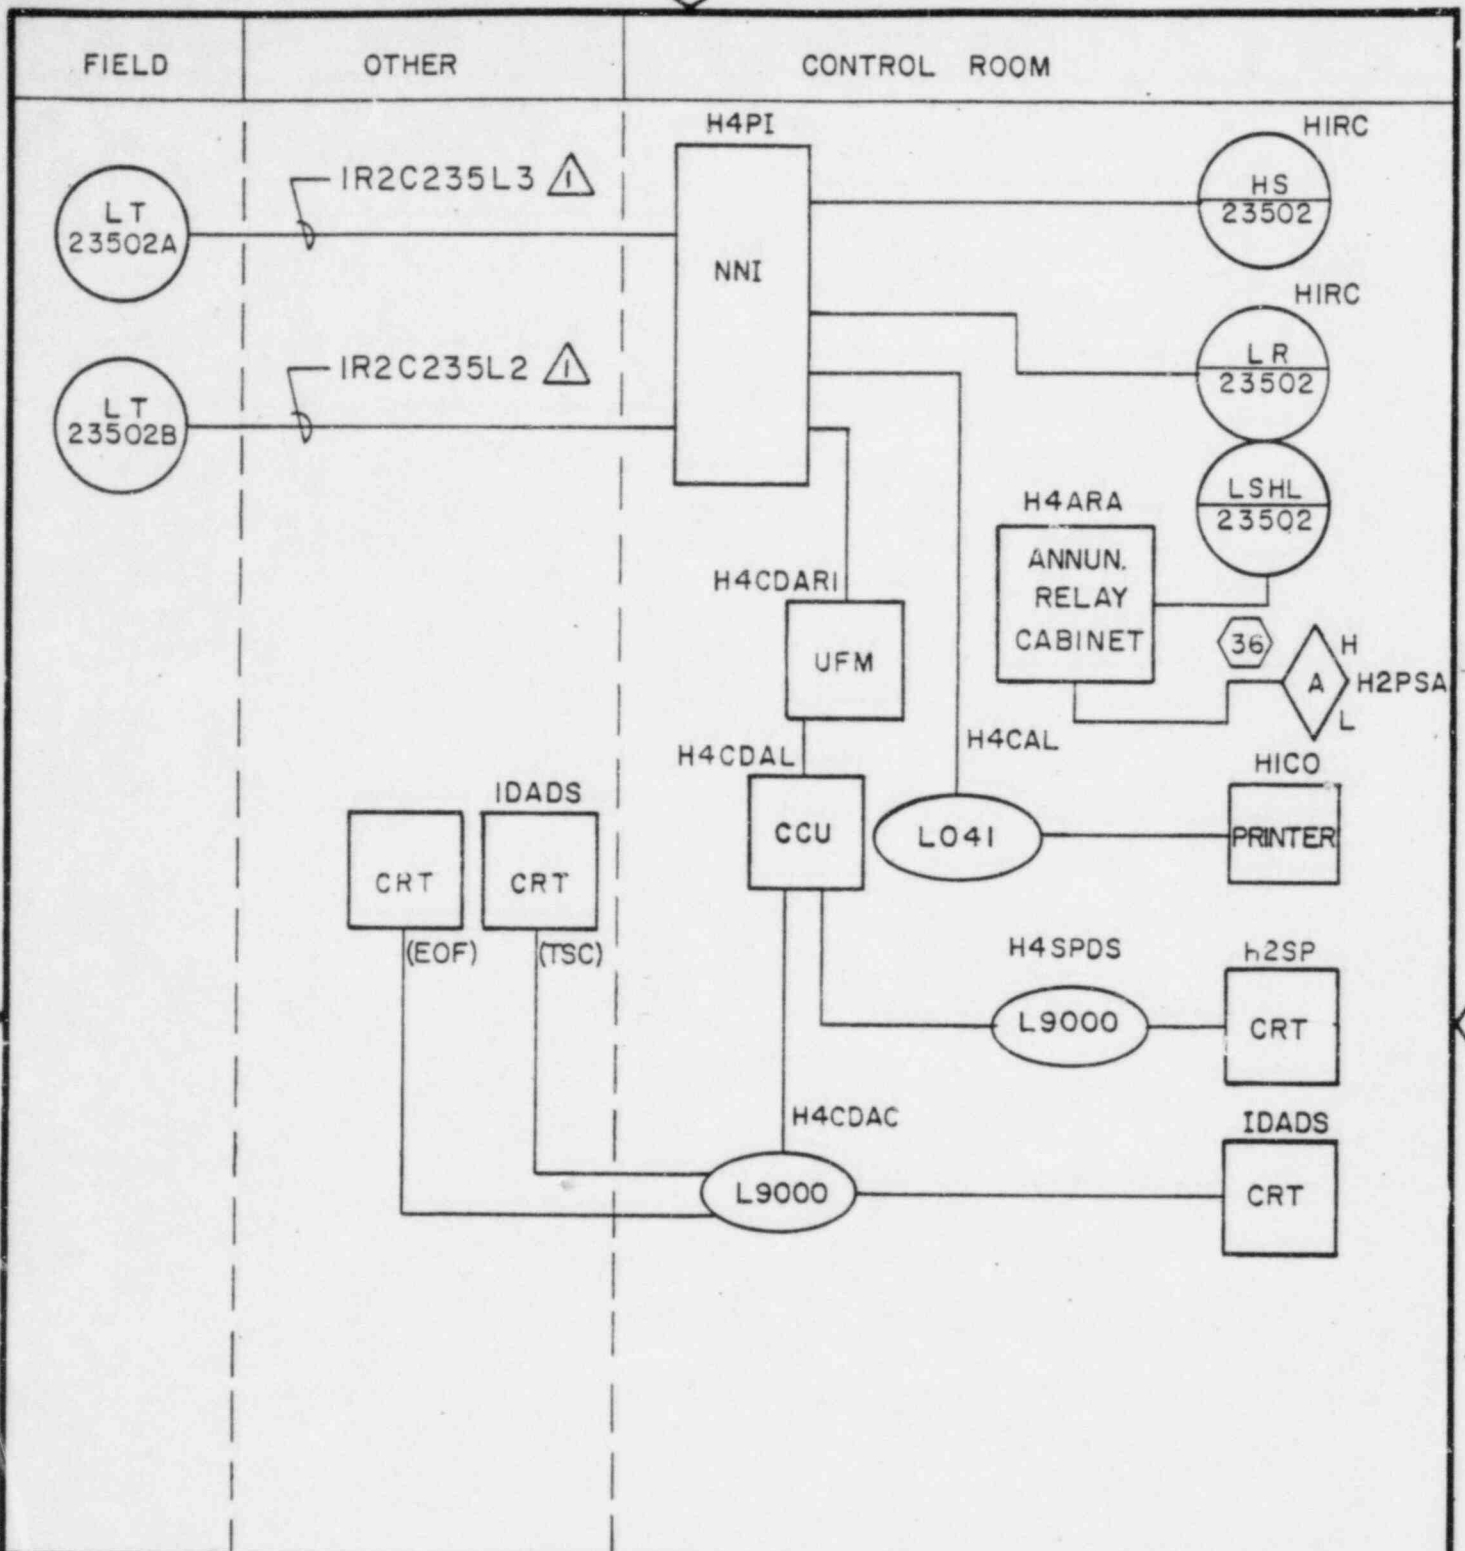 FIELD
OTHER
CONTROL ROOM
H4PI
HIRC
LT
23502A
IR2C235L3 1
NNI
HS
23502
HIRC
LT
23502B
IR2C235L2 1
LR
23502
LSHL
23502
H4ARA
ANNUN.
RELAY
CABINET
36
H
A
H2PSA
L
H4CDARI
UFM
H4CDAL
H4CAL
CCU
L041
HICO
PRINTER
IDADS
CRT
CRT
(EOF)
(TSC)
H4SPDS
h2SP
L9000
CRT
H4CDAC
IDADS
L9000
CRT